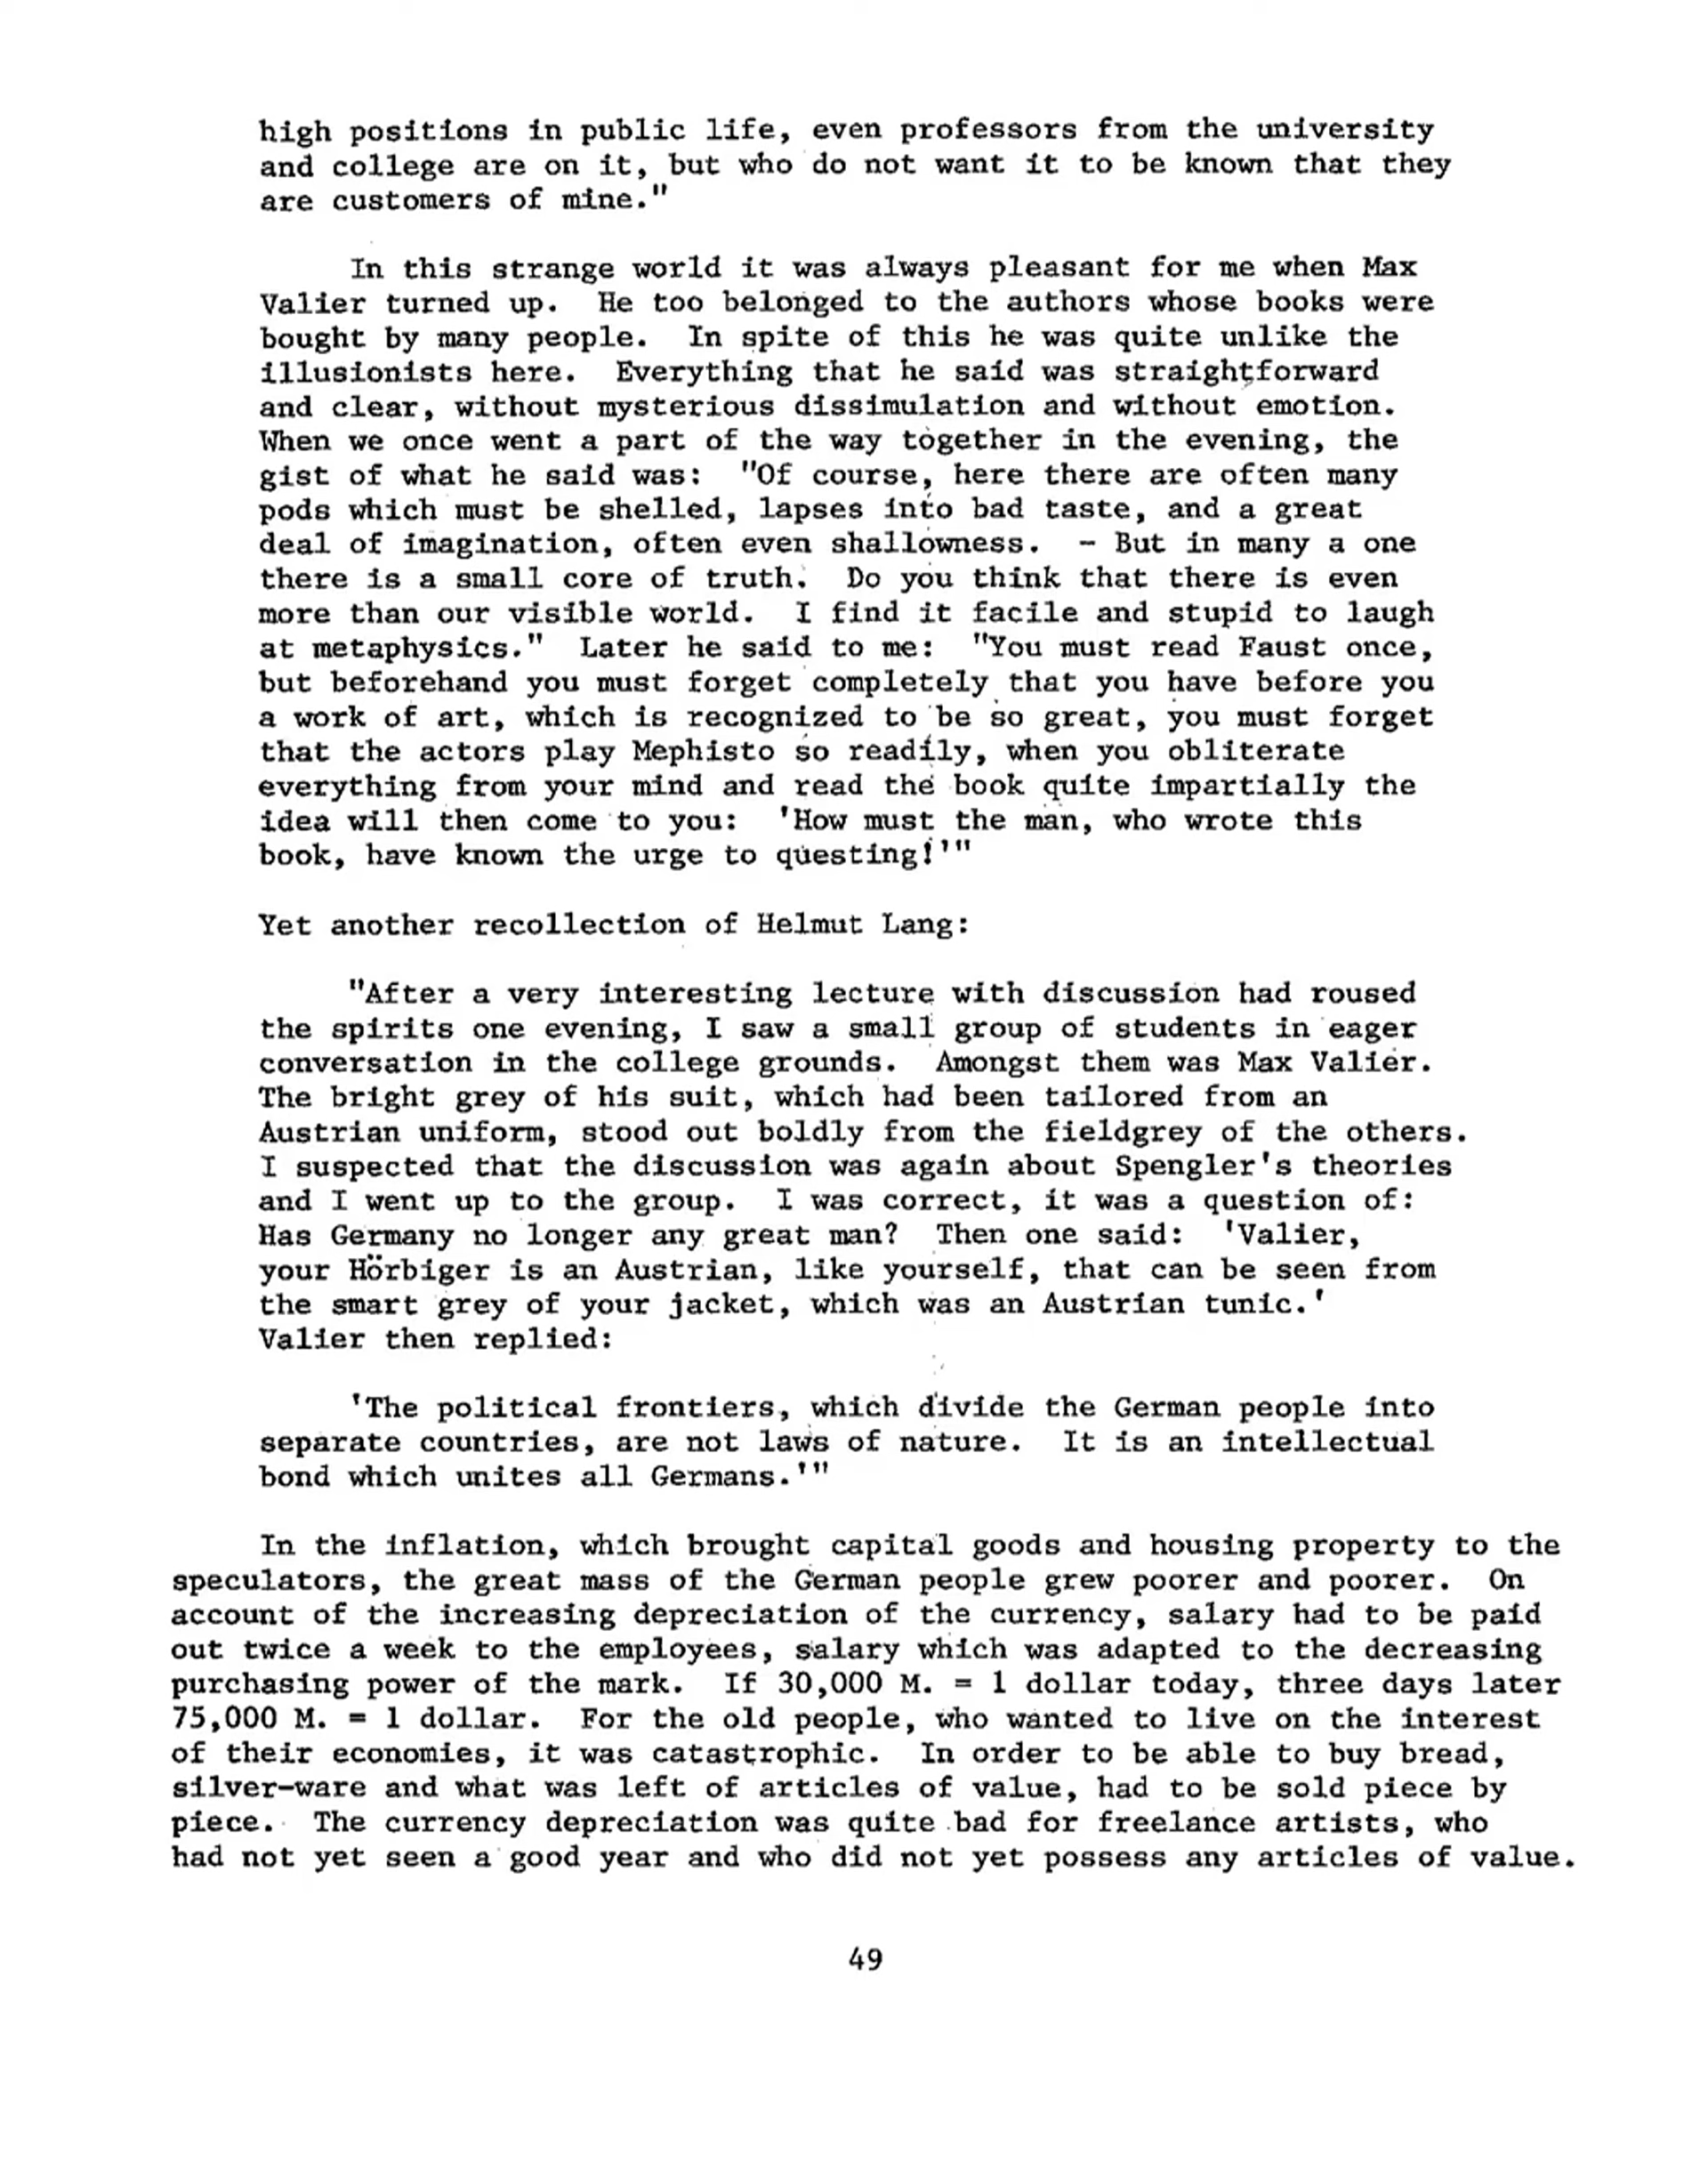 high positions in public life, even professors from the university
and college are on it, but who do not want it to be known that they
are customers of mine."
In this strange world it was always pleasant for me when Max
Valier turned up. He too belonged to the authors whose books were
bought by many people. In spite of this he was quite unlike the
illusionists here. Everything that he said was straightforward
and clear, without mysterious dissimulation and without emotion.
When we once went a part of the way together in the evening, the
gist of what he said was: "Of course, here there are often many
pods which must be shelled, lapses into bad taste, and a great
deal of imagination, often even shallowness. - But in many a one
there is a small core of truth. Do you think that there is even
more than our visible world. I find it facile and stupid to laugh
at metaphysics." Later he said to me: "You must read Faust once,
but beforehand you must forget completely that you have before you
a work of art, which is recognized to be so great, you must forget
that the actors play Mephisto so readily, when you obliterate
everything from your mind and read the book quite impartially the
idea will then come to you: 'How must the man, who wrote this
book, have known the urge to questing!'"
Yet another recollection of Helmut Lang:
"After a very interesting lecture with discussion had roused
the spirits one evening, I saw a small group of students in eager
conversation in the college grounds. Amongst them was Max Valier.
The bright grey of his suit, which had been tailored from an
Austrian uniform, stood out boldly from the fieldgrey of the others.
I suspected that the discussion was again about Spengler's theories
and I went up to the group. I was correct, it was a question of:
Has Germany no longer any great man? Then one said: 'Valier,
your Hörbiger is an Austrian, like yourself, that can be seen from
the smart grey of your jacket, which was an Austrian tunic.'
Valier then replied:
'The political frontiers, which divide the German people into
separate countries, are not laws of nature. It is an intellectual
bond which unites all Germans.'"
In the inflation, which brought capital goods and housing property to the
speculators, the great mass of the German people grew poorer and poorer. On
account of the increasing depreciation of the currency, salary had to be paid
out twice a week to the employees, salary which was adapted to the decreasing
purchasing power of the mark. If 30,000 M. = 1 dollar today, three days later
75,000 M. = 1 dollar. For the old people, who wanted to live on the interest
of their economies, it was catastrophic. In order to be able to buy bread,
silver-ware and what was left of articles of value, had to be sold piece by
piece. The currency depreciation was quite bad for freelance artists, who
had not yet seen a good year and who did not yet possess any articles of value.
49